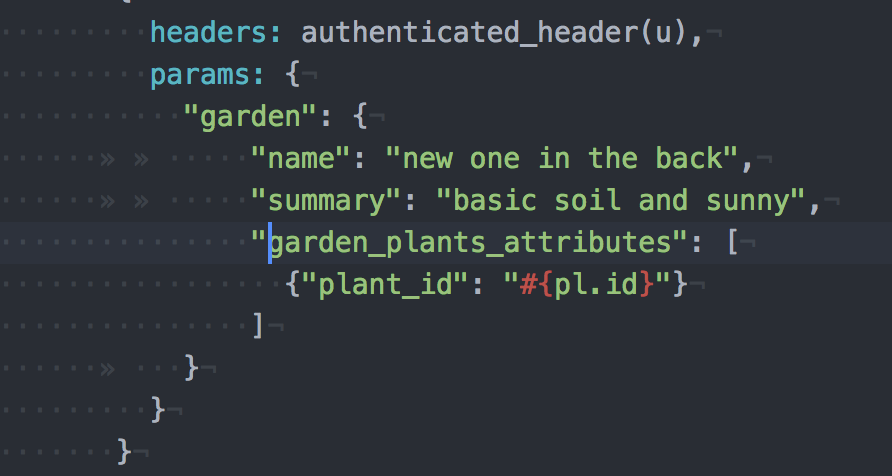 {
headers: authenticated_header(u),
params: {
"garden": {
"name": "new one in the back",
"summary": "basic soil and sunny",
"garden_plants_attributes": [
{"plant_id": "#{pl.id}"}
]
}
}
}